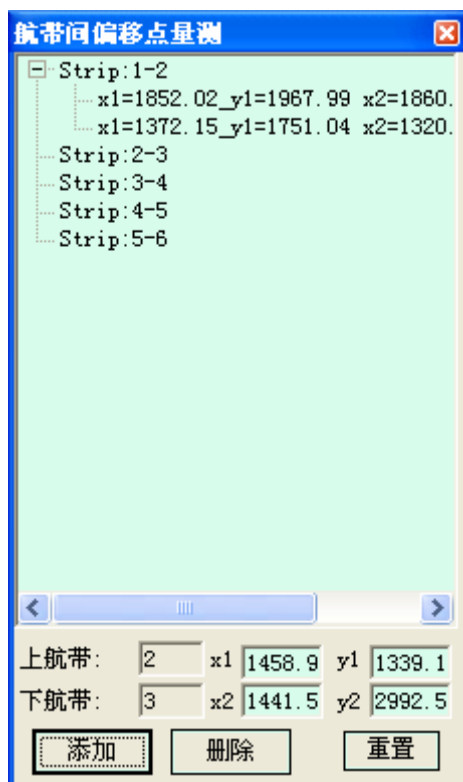 航带间偏移点量测
Strip:1-2
x1=1852.02_y1=1967.99 x2=1860.
x1=1372.15_y1=1751.04 x2=1320.
Strip:2-3
Strip:3-4
Strip:4-5
Strip:5-6
上航带: 2 x1 1458.9 y1 1339.1
下航带: 3 x2 1441.5 y2 2992.5
添加 删除 重置